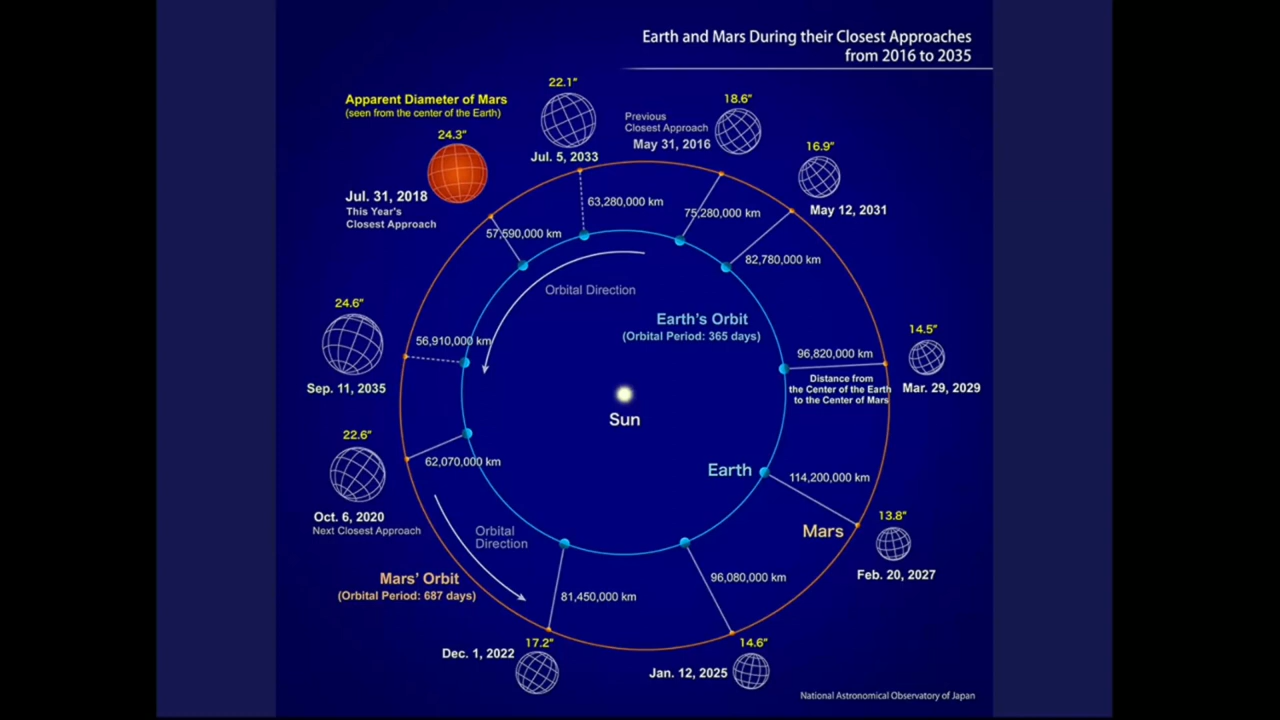 Earth and Mars During their Closest Approaches
from 2016 to 2035
Apparent Diameter of Mars
(seen from the center of the Earth)
24.3"
Jul. 31, 2018
This Year's
Closest Approach
57,590,000 km
22.1"
Jul. 5, 2033
63,280,000 km
18.6"
Previous
Closest Approach
May 31, 2016
75,280,000 km
16.9"
May 12, 2031
82,780,000 km
Orbital Direction
Earth's Orbit
(Orbital Period: 365 days)
24.6"
Sep. 11, 2035
56,910,000 km
14.5"
Mar. 29, 2029
96,820,000 km
Distance from
the Center of the Earth
to the Center of Mars
Sun
22.6"
Oct. 6, 2020
Next Closest Approach
62,070,000 km
Earth
114,200,000 km
Mars
13.8"
Feb. 20, 2027
Orbital
Direction
Mars' Orbit
(Orbital Period: 687 days)
81,450,000 km
96,080,000 km
17.2"
Dec. 1, 2022
14.6"
Jan. 12, 2025
National Astronomical Observatory of Japan